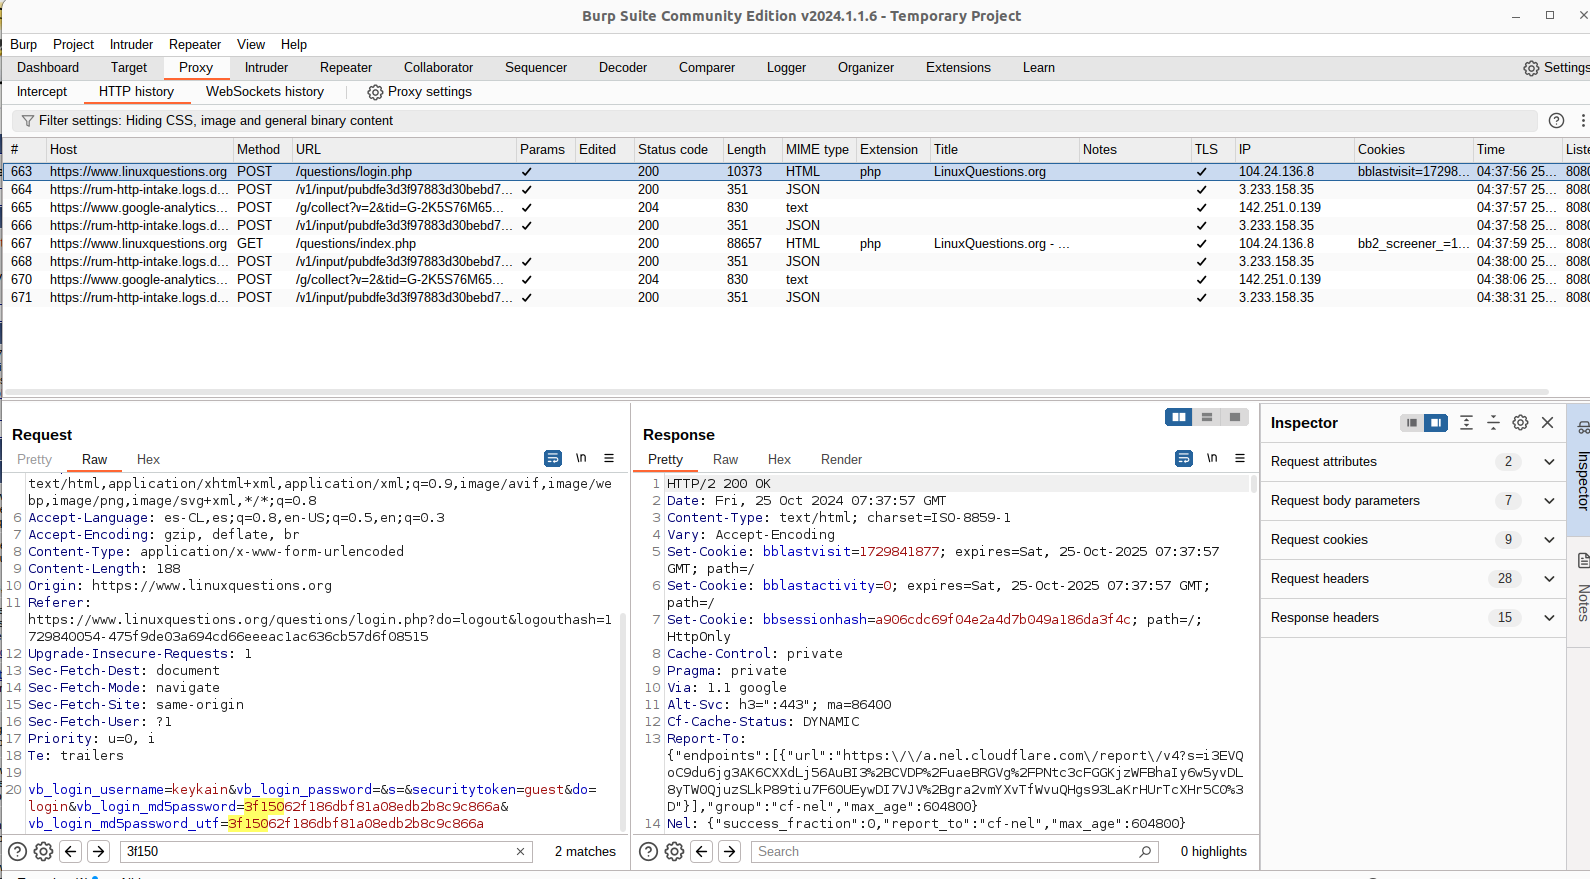 Burp Suite Community Edition v2024.1.1.6 - Temporary Project
Burp Project Intruder Repeater View Help
Dashboard Target Proxy Intruder Repeater Collaborator Sequencer Decoder Comparer Logger Organizer Extensions Learn Settings
Intercept HTTP history WebSockets history Proxy settings
Filter settings: Hiding CSS, image and general binary content
# Host Method URL Params Edited Status code Length MIME type Extension Title Notes TLS IP Cookies Time Liste
663 https://www.linuxquestions.org POST /questions/login.php ✓ 200 10373 HTML php LinuxQuestions.org ✓ 104.24.136.8 bblastvisit=17298... 04:37:56 25... 8080
664 https://rum-http-intake.logs.d... POST /v1/input/pubdfe3d3f97883d30bebd7... ✓ 200 351 JSON ✓ 3.233.158.35 04:37:57 25... 8080
665 https://www.google-analytics... POST /g/collect?v=2&tid=G-2K5S76M65... ✓ 204 830 text ✓ 142.251.0.139 04:37:57 25... 8080
666 https://rum-http-intake.logs.d... POST /v1/input/pubdfe3d3f97883d30bebd7... ✓ 200 351 JSON ✓ 3.233.158.35 04:37:58 25... 8080
667 https://www.linuxquestions.org GET /questions/index.php 200 88657 HTML php LinuxQuestions.org - ... ✓ 104.24.136.8 bb2_screener_=1... 04:37:59 25... 8080
668 https://rum-http-intake.logs.d... POST /v1/input/pubdfe3d3f97883d30bebd7... ✓ 200 351 JSON ✓ 3.233.158.35 04:38:00 25... 8080
670 https://www.google-analytics... POST /g/collect?v=2&tid=G-2K5S76M65... ✓ 204 830 text ✓ 142.251.0.139 04:38:06 25... 8080
671 https://rum-http-intake.logs.d... POST /v1/input/pubdfe3d3f97883d30bebd7... ✓ 200 351 JSON ✓ 3.233.158.35 04:38:31 25... 8080
Request
Pretty Raw Hex \n
text/html,application/xhtml+xml,application/xml;q=0.9,image/avif,image/we
bp,image/png,image/svg+xml,*/*;q=0.8
6 Accept-Language: es-CL,es;q=0.8,en-US;q=0.5,en;q=0.3
7 Accept-Encoding: gzip, deflate, br
8 Content-Type: application/x-www-form-urlencoded
9 Content-Length: 188
10 Origin: https://www.linuxquestions.org
11 Referer:
https://www.linuxquestions.org/questions/login.php?do=logout&logouthash=1
729840054-475f9de03a694cd66eeeac1ac636cb57d6f08515
12 Upgrade-Insecure-Requests: 1
13 Sec-Fetch-Dest: document
14 Sec-Fetch-Mode: navigate
15 Sec-Fetch-Site: same-origin
16 Sec-Fetch-User: ?1
17 Priority: u=0, i
18 Te: trailers
19
20 vb_login_username=keykain&vb_login_password=&s=&securitytoken=guest&do=
login&vb_login_md5password=3f15062f186dbf81a08edb2b8c9c866a&
vb_login_md5password_utf=3f15062f186dbf81a08edb2b8c9c866a
3f150 2 matches
Response
Pretty Raw Hex Render \n
1 HTTP/2 200 OK
2 Date: Fri, 25 Oct 2024 07:37:57 GMT
3 Content-Type: text/html; charset=ISO-8859-1
4 Vary: Accept-Encoding
5 Set-Cookie: bblastvisit=1729841877; expires=Sat, 25-Oct-2025 07:37:57
GMT; path=/
6 Set-Cookie: bblastactivity=0; expires=Sat, 25-Oct-2025 07:37:57 GMT;
path=/
7 Set-Cookie: bbsessionhash=a906cdc69f04e2a4d7b049a186da3f4c; path=/;
HttpOnly
8 Cache-Control: private
9 Pragma: private
10 Via: 1.1 google
11 Alt-Svc: h3=":443"; ma=86400
12 Cf-Cache-Status: DYNAMIC
13 Report-To:
{"endpoints":[{"url":"https:\/\/a.nel.cloudflare.com\/report\/v4?s=i3EVQ
oC9du6jg3AK6CXXdLj56AuBI3%2BCVDP%2FuaeBRGVg%2FPNtc3cFGGKjzWFBhaIy6w5yvDL
8yTWOQjuzSLkP89tiu7F60UEywDI7VJV%2Bgra2vmYXvTfWvuQHgs93LaKrHUrTcXHr5C0%3
D"}],"group":"cf-nel","max_age":604800}
14 Nel: {"success_fraction":0,"report_to":"cf-nel","max_age":604800}
Search 0 highlights
Inspector
Request attributes 2
Request body parameters 7
Request cookies 9
Request headers 28
Response headers 15
Inspector
Notes